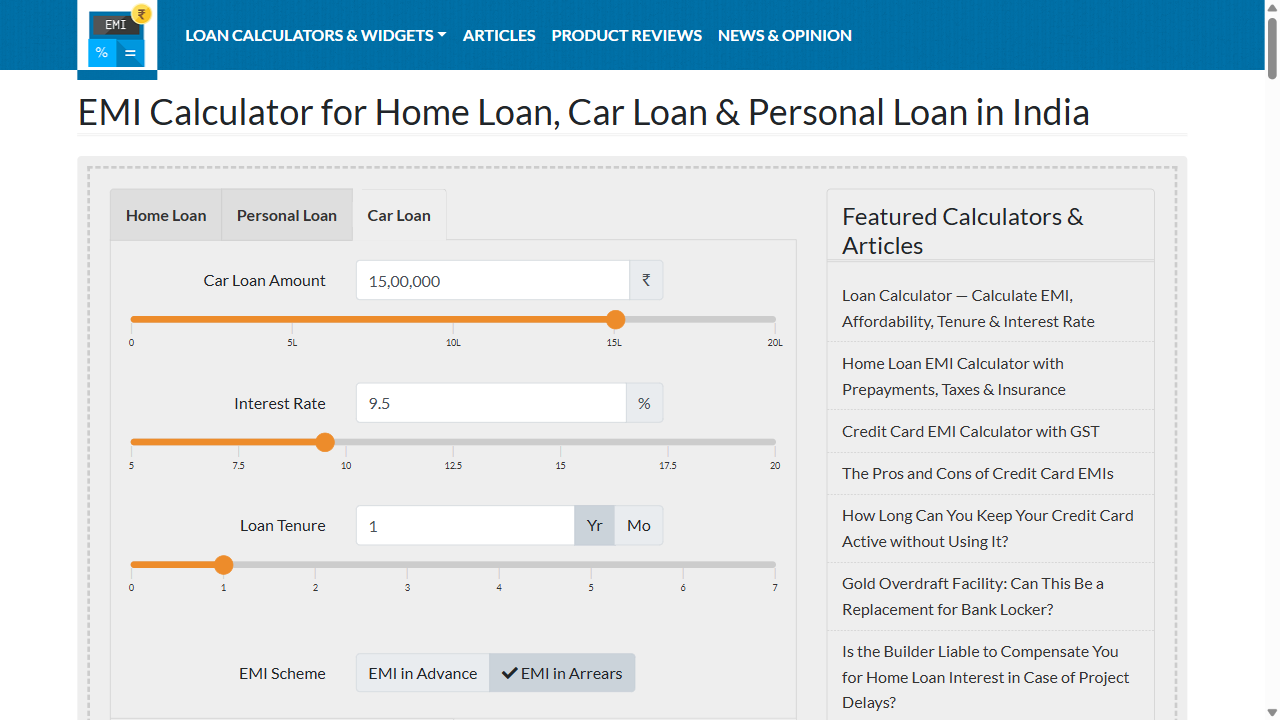 EMI ₹
% =
LOAN CALCULATORS & WIDGETS ARTICLES PRODUCT REVIEWS NEWS & OPINION
EMI Calculator for Home Loan, Car Loan & Personal Loan in India
Home Loan Personal Loan Car Loan
Car Loan Amount 15,00,000 ₹
0 5L 10L 15L 20L
Interest Rate 9.5 %
5 7.5 10 12.5 15 17.5 20
Loan Tenure 1 Yr Mo
0 1 2 3 4 5 6 7
EMI Scheme EMI in Advance EMI in Arrears
Featured Calculators &
Articles
Loan Calculator — Calculate EMI,
Affordability, Tenure & Interest Rate
Home Loan EMI Calculator with
Prepayments, Taxes & Insurance
Credit Card EMI Calculator with GST
The Pros and Cons of Credit Card EMIs
How Long Can You Keep Your Credit Card
Active without Using It?
Gold Overdraft Facility: Can This Be a
Replacement for Bank Locker?
Is the Builder Liable to Compensate You
for Home Loan Interest in Case of Project
Delays?